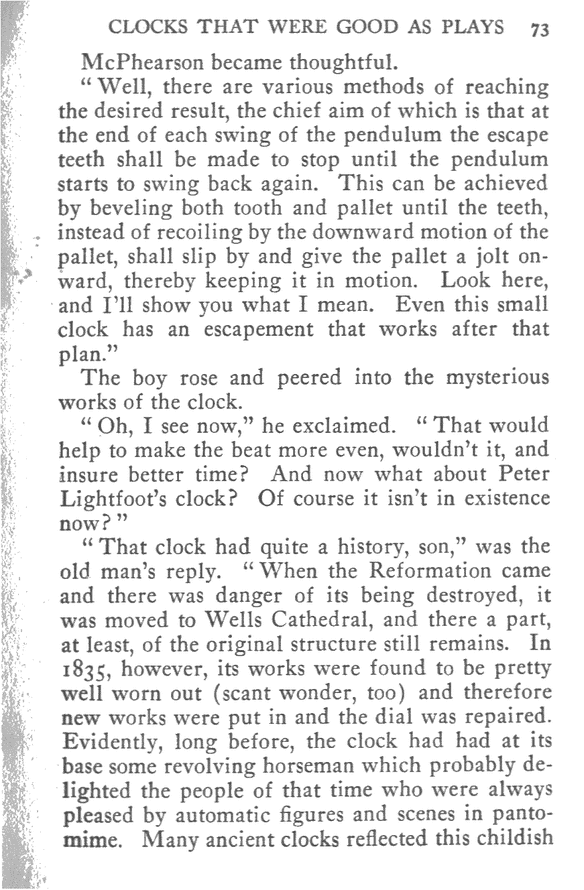 CLOCKS THAT WERE GOOD AS PLAYS 73
McPhearson became thoughtful.
“ Well, there are various methods of reaching
the desired result, the chief aim of which is that at
the end of each swing of the pendulum the escape
teeth shall be made to stop until the pendulum
starts to swing back again. This can be achieved
by beveling both tooth and pallet until the teeth,
instead of recoiling by the downward motion of the
pallet, shall slip by and give the pallet a jolt on-
ward, thereby keeping it in motion. Look here,
and I’ll show you what I mean. Even this small
clock has an escapement that works after that
plan.”
The boy rose and peered into the mysterious
works of the clock.
“ Oh, I see now,” he exclaimed. “ That would
help to make the beat more even, wouldn’t it, and
insure better time? And now what about Peter
Lightfoot’s clock? Of course it isn’t in existence
now? ”
“ That clock had quite a history, son,” was the
old man’s reply. “ When the Reformation came
and there was danger of its being destroyed, it
was moved to Wells Cathedral, and there a part,
at least, of the original structure still remains. In
1835, however, its works were found to be pretty
well worn out (scant wonder, too) and therefore
new works were put in and the dial was repaired.
Evidently, long before, the clock had had at its
base some revolving horseman which probably de-
lighted the people of that time who were always
pleased by automatic figures and scenes in panto-
mime. Many ancient clocks reflected this childish